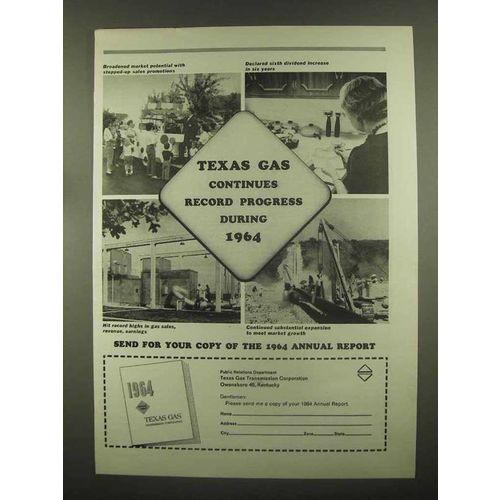 Broadened market potential with
stepped-up sales promotions
Declared sixth dividend increase
in six years
TEXAS GAS
CONTINUES
RECORD PROGRESS
DURING
1964
Hit record highs in gas sales,
revenue, earnings
Continued substantial expansion
to meet market growth
SEND FOR YOUR COPY OF THE 1964 ANNUAL REPORT
1964
TEXAS GAS
TRANSMISSION CORPORATION
Public Relations Department
Texas Gas Transmission Corporation
Owensboro 40, Kentucky
Gentlemen:
Please send me a copy of your 1964 Annual Report.
Name
Address
City Zone State